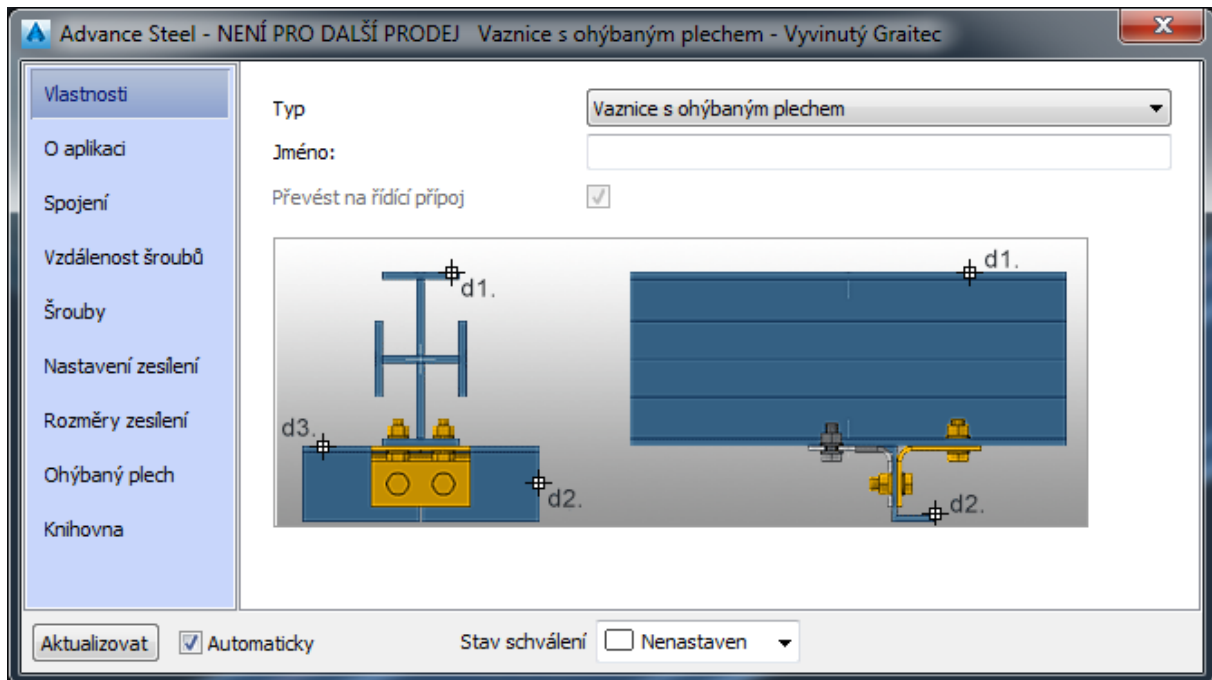 Advance Steel - NENÍ PRO DALŠÍ PRODEJ Vaznice s ohýbaným plechem - Vyvinutý Graitec
Vlastnosti
O aplikaci
Spojení
Vzdálenost šroubů
Šrouby
Nastavení zesílení
Rozměry zesílení
Ohýbaný plech
Knihovna
Typ
Vaznice s ohýbaným plechem
Jméno:
Převést na řídící přípoj
d1.
d1.
d3.
d2.
d2.
Aktualizovat
Automaticky
Stav schválení
Nenastaven